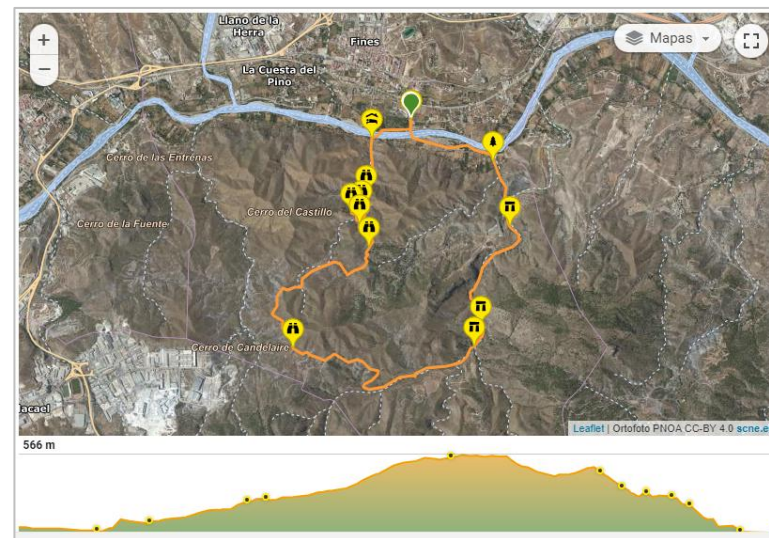 Llano de la
Herra
Fines
Mapas
+
−
La Cuesta del
Pino
Cerro de las Entrenas
Cerro del Castillo
Cerro de la Fuente
Cerro de Candelaire
lacael
Leaflet | Ortofoto PNOA CC-BY 4.0 scne.e
566 m